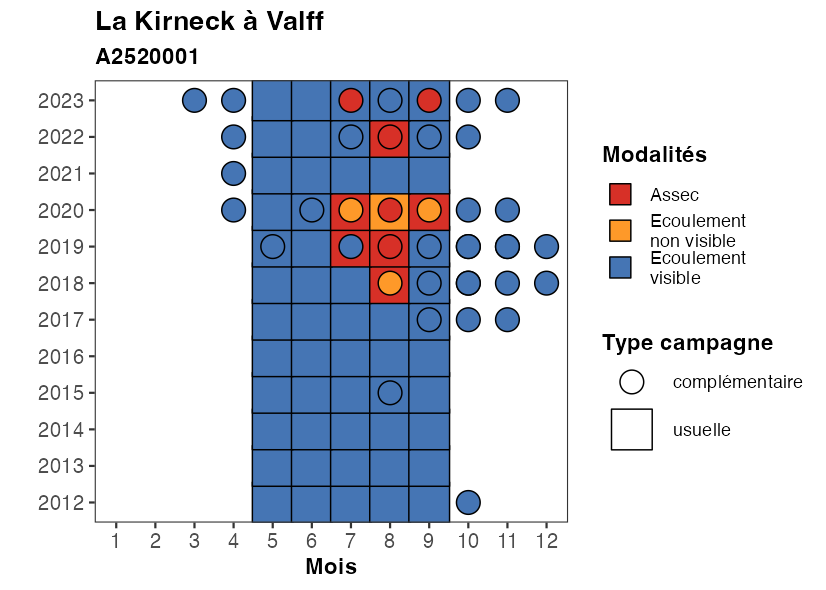 La Kirneck à Valff
A2520001
2023
2022
2021
2020
2019
2018
2017
2016
2015
2014
2013
2012
1 2 3 4 5 6 7 8 9 10 11 12
Mois
Modalités
Assec
Ecoulement
non visible
Ecoulement
visible
Type campagne
complémentaire
usuelle